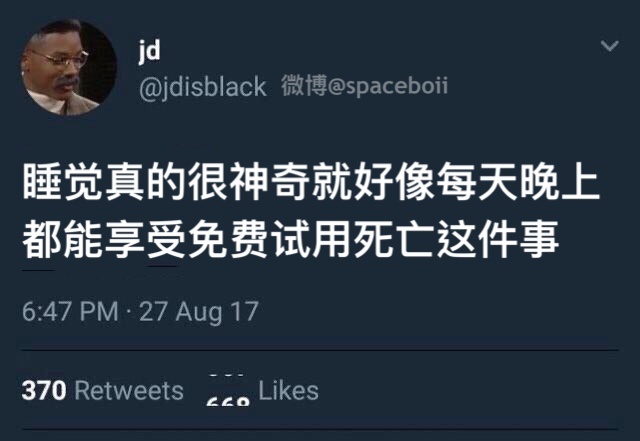 jd
@jdisblack 微博@spaceboii
睡觉真的很神奇就好像每天晚上
都能享受免费试用死亡这件事
6:47 PM · 27 Aug 17
370 Retweets Likes